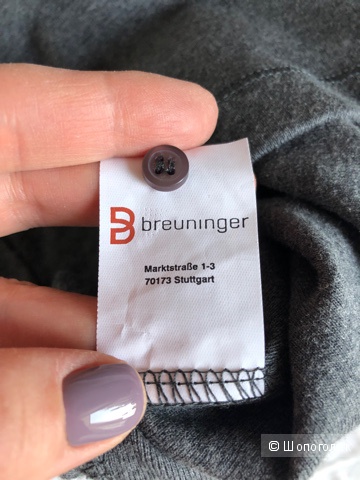 breuninger
Marktstraße 1-3
70173 Stuttgart
© Шопоголик